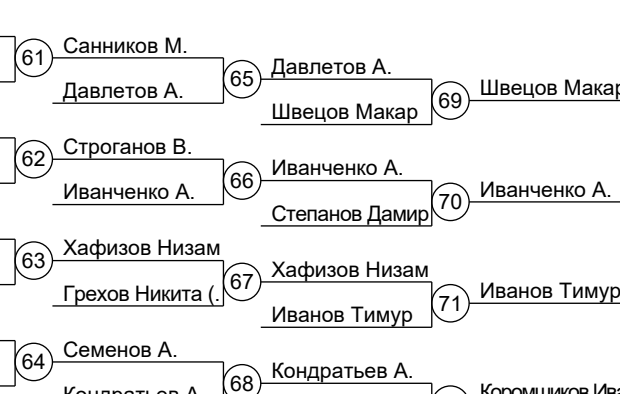 61 Санников М.
65 Давлетов А.
Давлетов А.
69 Швецов Макар
Швецов Макар
62 Строганов В.
66 Иванченко А.
Иванченко А.
70 Иванченко А.
Степанов Дамир
63 Хафизов Низам
67 Хафизов Низам
Грехов Никита (.
71 Иванов Тимур
Иванов Тимур
64 Семенов А.
68 Кондратьев А.
Кондратьев А.